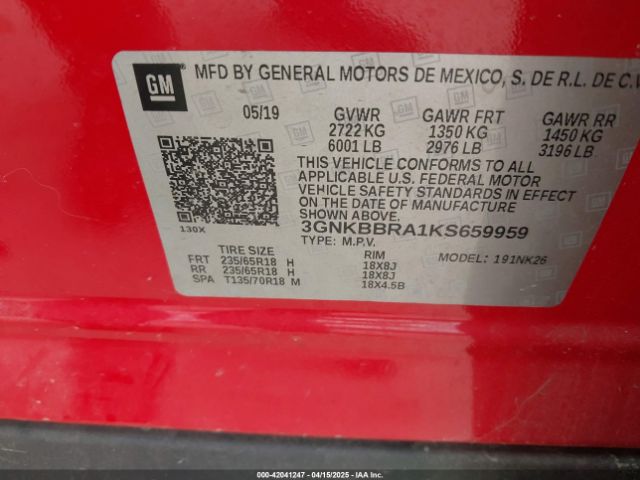 GM
MFD BY GENERAL MOTORS DE MEXICO, S. DE R.L. DE C.V
05/19 GVWR GAWR FRT GAWR RR
2722 KG 1350 KG 1450 KG
6001 LB 2976 LB 3196 LB
THIS VEHICLE CONFORMS TO ALL
APPLICABLE U.S. FEDERAL MOTOR
VEHICLE SAFETY STANDARDS IN EFFECT
ON THE DATE OF MANUFACTURE SHOWN ABOVE.
130X
3GNKBBRA1KS659959
TYPE: M.P.V. MODEL: 191NK26
TIRE SIZE RIM
FRT 235/65R18 H 18X8J
RR 235/65R18 H 18X8J
SPA T135/70R18 M 18X4.5B
000-42041247 - 04/15/2025 - IAA Inc.